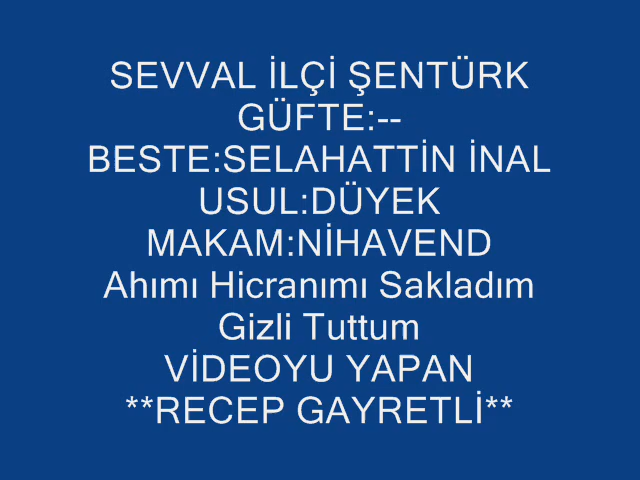 SEVVAL İLÇİ ŞENTÜRK
GÜFTE:--
BESTE:SELAHATTİN İNAL
USUL:DÜYEK
MAKAM:NİHAVEND
Ahımı Hicranımı Sakladım
Gizli Tuttum
VİDEOYU YAPAN
**RECEP GAYRETLİ**